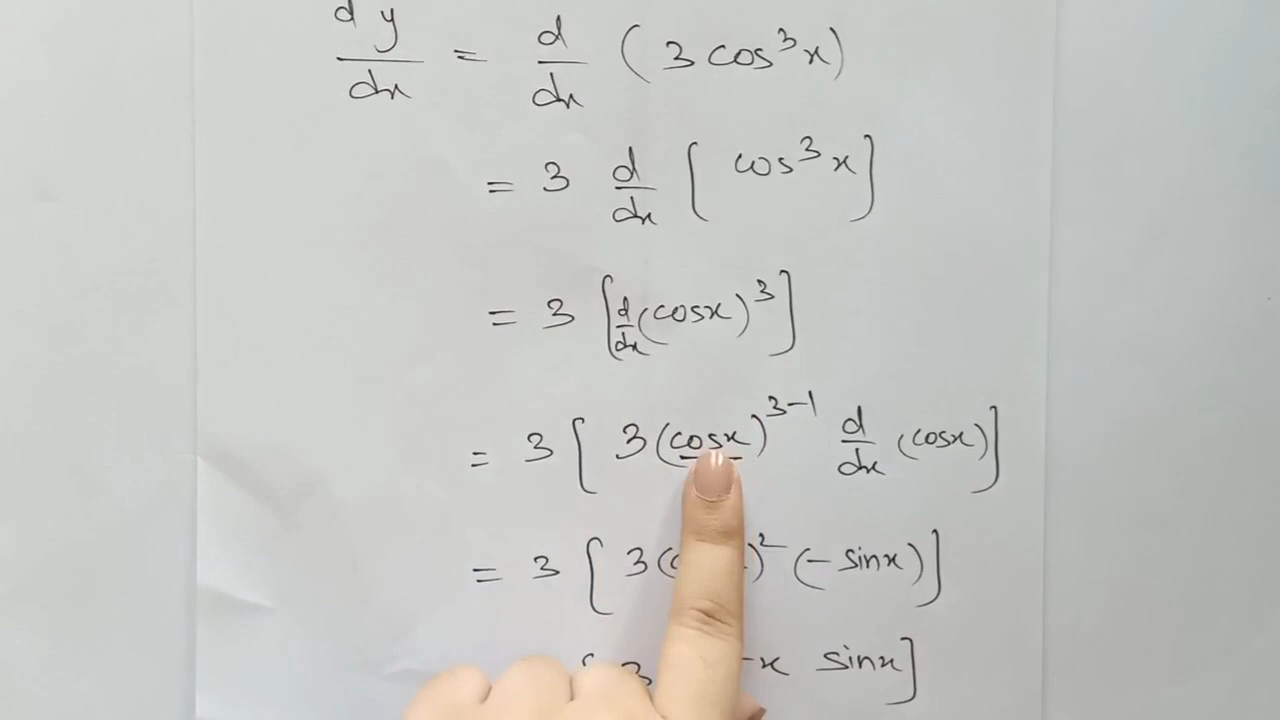 dy/dx = d/dx (3 cos³x)
= 3 d/dx [cos³x]
= 3 [d/dx (cosx)³]
= 3 [3 (cosx)³⁻¹ d/dx (cosx)]
= 3 [3 ( )² (-sinx)]
[3 x sinx]